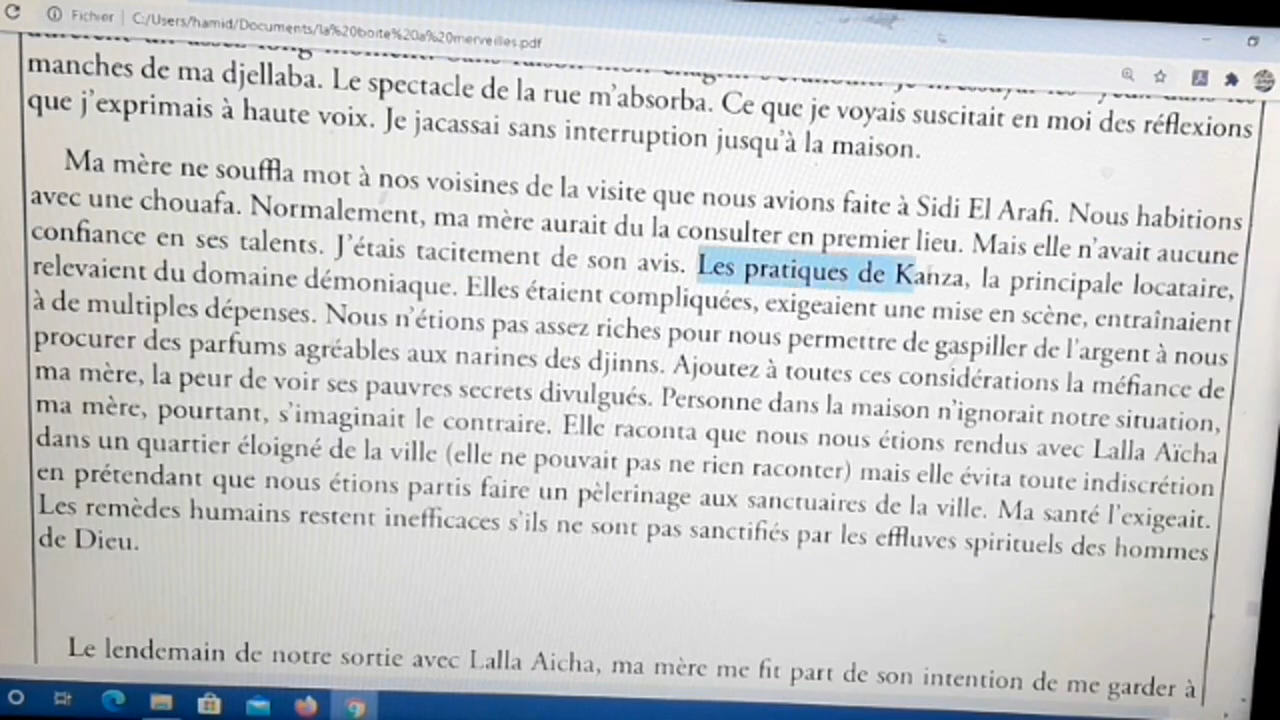 Fichier | C:/Users/hamid/Documents/la%20boite%20a%20merveilles.pdf
manches de ma djellaba. Le spectacle de la rue m'absorba. Ce que je voyais suscitait en moi des réflexions
que j'exprimais à haute voix. Je jacassai sans interruption jusqu'à la maison.
Ma mère ne souffla mot à nos voisines de la visite que nous avions faite à Sidi El Arafi. Nous habitions
avec une chouafa. Normalement, ma mère aurait du la consulter en premier lieu. Mais elle n'avait aucune
confiance en ses talents. J'étais tacitement de son avis. Les pratiques de Kanza, la principale locataire,
relevaient du domaine démoniaque. Elles étaient compliquées, exigeaient une mise en scène, entraînaient
à de multiples dépenses. Nous n'étions pas assez riches pour nous permettre de gaspiller de l'argent à nous
procurer des parfums agréables aux narines des djinns. Ajoutez à toutes ces considérations la méfiance de
ma mère, la peur de voir ses pauvres secrets divulgués. Personne dans la maison n'ignorait notre situation,
ma mère, pourtant, s'imaginait le contraire. Elle raconta que nous nous étions rendus avec Lalla Aïcha
dans un quartier éloigné de la ville (elle ne pouvait pas ne rien raconter) mais elle évita toute indiscrétion
en prétendant que nous étions partis faire un pèlerinage aux sanctuaires de la ville. Ma santé l'exigeait.
Les remèdes humains restent inefficaces s'ils ne sont pas sanctifiés par les effluves spirituels des hommes
de Dieu.
Le lendemain de notre sortie avec Lalla Aicha, ma mère me fit part de son intention de me garder à